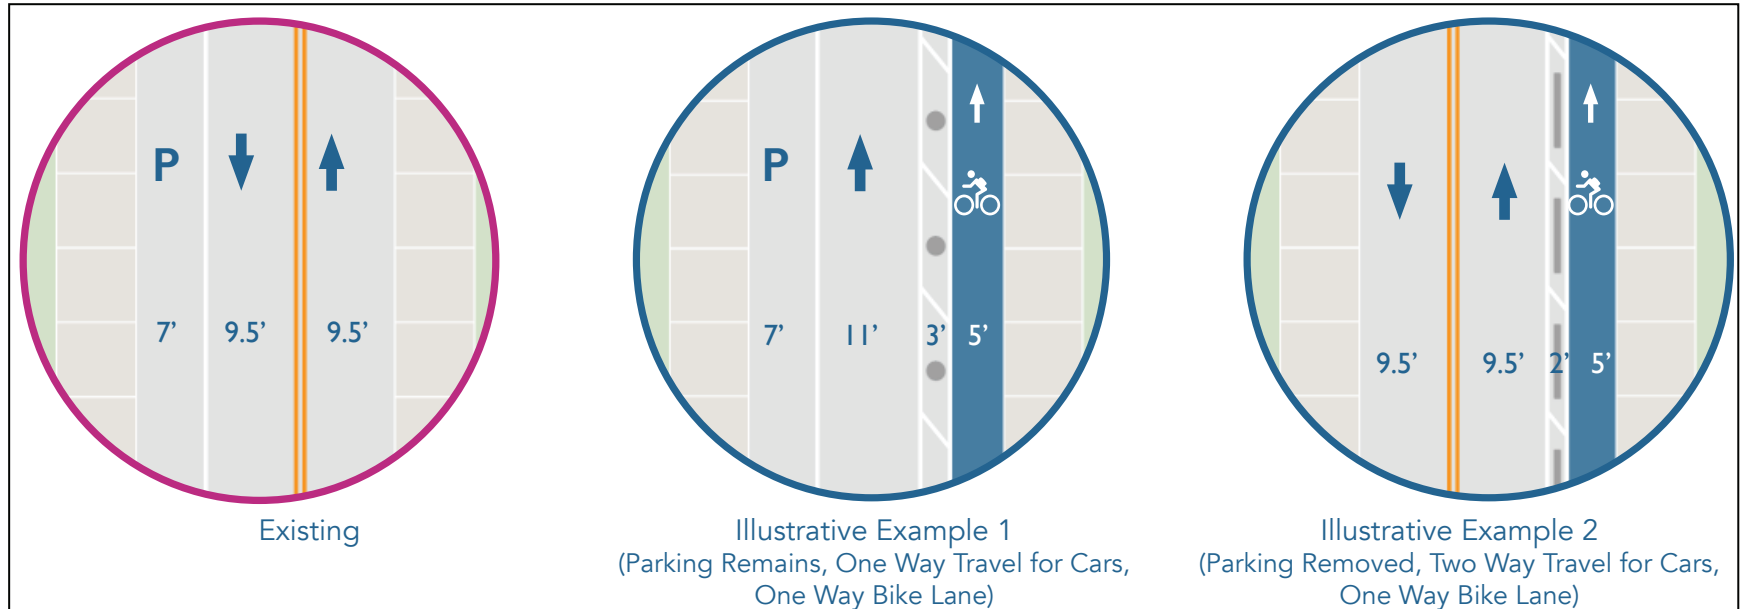 P
7’ 9.5’ 9.5’
Existing
P
7’ 11’ 3’ 5’
Illustrative Example 1
(Parking Remains, One Way Travel for Cars,
One Way Bike Lane)
9.5’ 9.5’ 2’ 5’
Illustrative Example 2
(Parking Removed, Two Way Travel for Cars,
One Way Bike Lane)